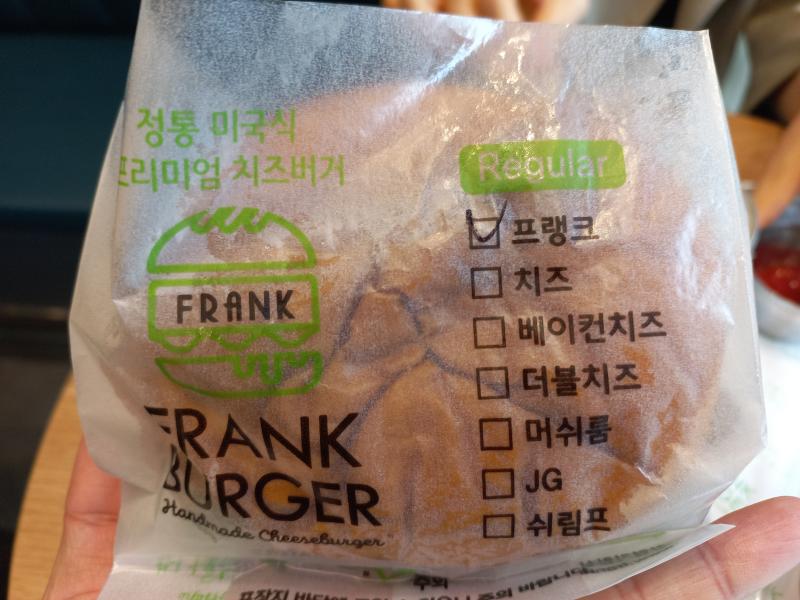 정통 미국식
프리미엄 치즈버거
FRANK
FRANK
BURGER
Handmade Cheeseburger
Regular
프랭크
치즈
베이컨치즈
더블치즈
머쉬룸
JG
쉬림프
주의